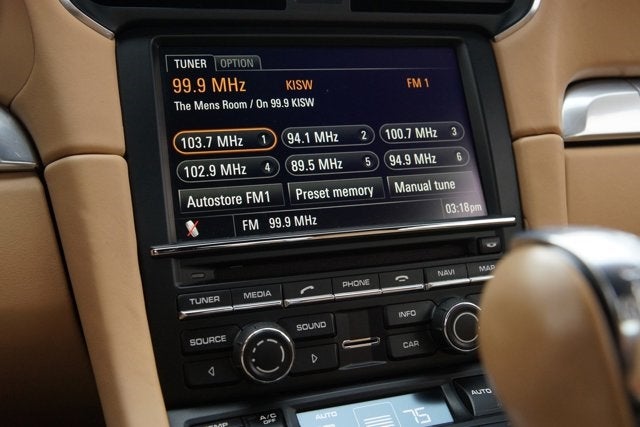 TUNER OPTION
99.9 MHz KISW FM 1
The Mens Room / On 99.9 KISW
103.7 MHz 1 94.1 MHz 2 100.7 MHz 3
102.9 MHz 4 89.5 MHz 5 94.9 MHz 6
Autostore FM1 Preset memory Manual tune
FM 99.9 MHz 03:18pm
TUNER MEDIA PHONE NAVI MAP
SOURCE SOUND INFO
CAR
AUTO A/C OFF 75 AUTO
TEMP